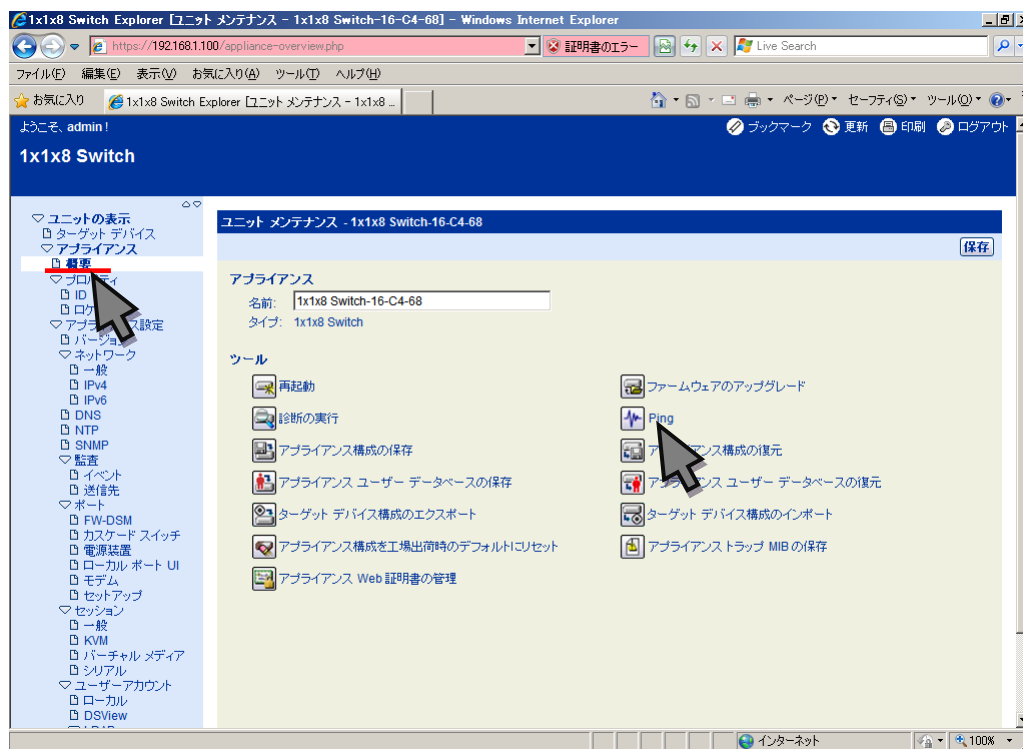 1x1x8 Switch Explorer [ユニット メンテナンス - 1x1x8 Switch-16-C4-68] - Windows Internet Explorer
https://192.168.1.100/appliance-overview.php
証明書のエラー
Live Search
ファイル(F) 編集(E) 表示(V) お気に入り(A) ツール(T) ヘルプ(H)
お気に入り
1x1x8 Switch Explorer [ユニット メンテナンス - 1x1x8 ...
ページ(P) セーフティ(S) ツール(O)
ようこそ、admin !
ブックマーク 更新 印刷 ログアウト
1x1x8 Switch
ユニットの表示
ターゲット デバイス
アプライアンス
概要
プロパティ
ID
アプライアンス設定
バージョン
ネットワーク
一般
IPv4
IPv6
DNS
NTP
SNMP
監査
イベント
送信先
ポート
FW-DSM
カスケード スイッチ
電源装置
ローカル ポート UI
モデム
セットアップ
セッション
一般
KVM
バーチャル メディア
シリアル
ユーザーアカウント
ローカル
DSView
ユニット メンテナンス - 1x1x8 Switch-16-C4-68
保存
アプライアンス
名前: 1x1x8 Switch-16-C4-68
タイプ: 1x1x8 Switch
ツール
再起動
ファームウェアのアップグレード
診断の実行
Ping
アプライアンス構成の保存
アプライアンス構成の復元
アプライアンス ユーザー データベースの保存
アプライアンス ユーザー データベースの復元
ターゲット デバイス構成のエクスポート
ターゲット デバイス構成のインポート
アプライアンス構成を工場出荷時のデフォルトにリセット
アプライアンス トラップ MIB の保存
アプライアンス Web 証明書の管理
インターネット
100%